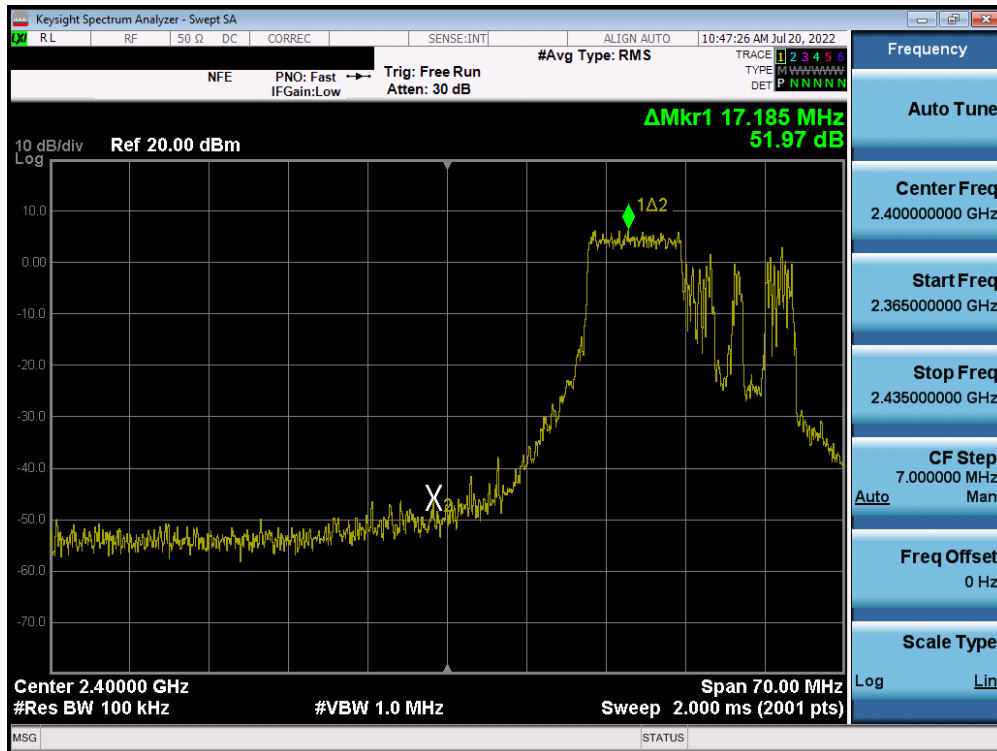 Keysight Spectrum Analyzer - Swept SA
LXI RL RF 50 Ω DC CORREC SENSE:INT ALIGN AUTO 10:47:26 AM Jul 20, 2022
NFE
PNO: Fast
IFGain:Low
Trig: Free Run
Atten: 30 dB
#Avg Type: RMS
TRACE 1 2 3 4 5 6
TYPE M WWWWW
DET P N N N N N
ΔMkr1 17.185 MHz
51.97 dB
10 dB/div Ref 20.00 dBm
Log
10.0
0.00
-10.0
-20.0
-30.0
-40.0
-50.0
-60.0
-70.0
1Δ2
X2
Center 2.40000 GHz Span 70.00 MHz
#Res BW 100 kHz #VBW 1.0 MHz Sweep 2.000 ms (2001 pts)
MSG STATUS
Frequency
Auto Tune
Center Freq
2.400000000 GHz
Start Freq
2.365000000 GHz
Stop Freq
2.435000000 GHz
CF Step
7.000000 MHz
Auto Man
Freq Offset
0 Hz
Scale Type
Log Lin